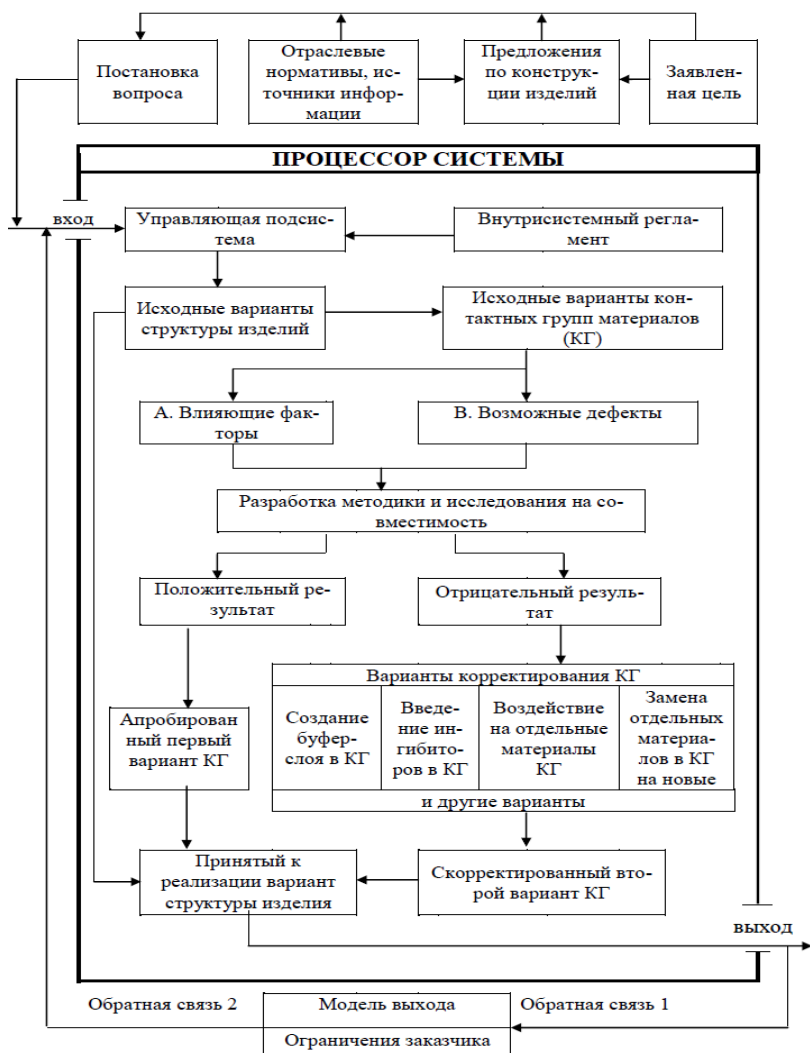 Постановка
вопроса
Отраслевые
нормативы, ис-
точники инфор-
мации
Предложения
по конструк-
ции изделий
Заявлен-
ная цель
ПРОЦЕССОР СИСТЕМЫ
вход
Управляющая подсис-
тема
Внутрисистемный регла-
мент
Исходные варианты
структуры изделий
Исходные варианты кон-
тактных групп материалов
(КГ)
А. Влияющие фак-
торы
В. Возможные дефекты
Разработка методики и исследования на со-
вместимость
Положительный ре-
зультат
Отрицательный резуль-
тат
Варианты корректирования КГ
Создание
буфер-
слоя в КГ
Введе-
ние ин-
гибито-
ров в КГ
Воздействие
на отдельные
материалы
КГ
Замена
отдельных
материа-
лов в КГ
на новые
и другие варианты
Апробирован
ный первый
вариант КГ
Принятый к
реализации вариант
структуры изделия
Скорректированный вто-
рой вариант КГ
выход
Обратная связь 2
Модель выхода
Обратная связь 1
Ограничения заказчика